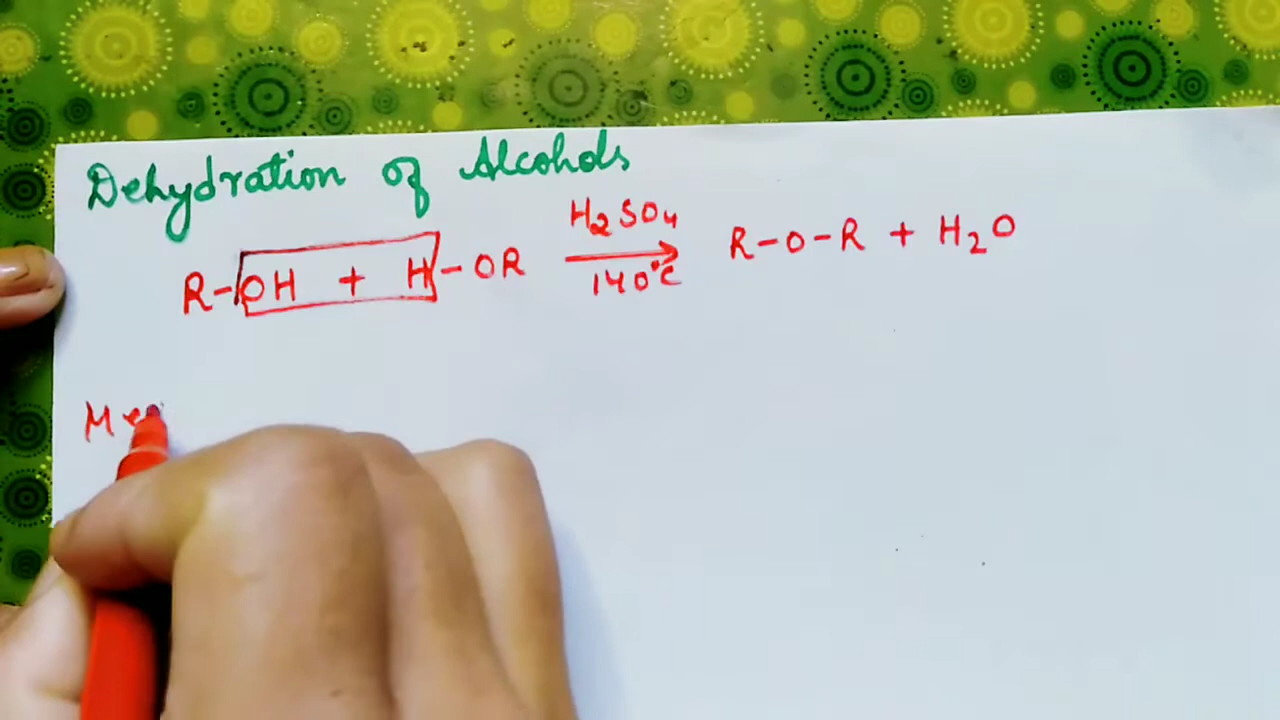 Dehydration of Alcohols
R-OH + H-OR H2SO4 140°C R-O-R + H2O